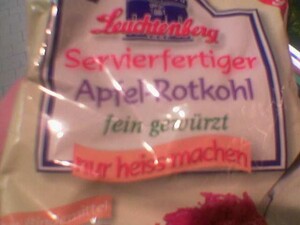 Leuchtenberg
Servierfertiger
Apfel-Rotkohl
fein gewürzt
nur heiss machen